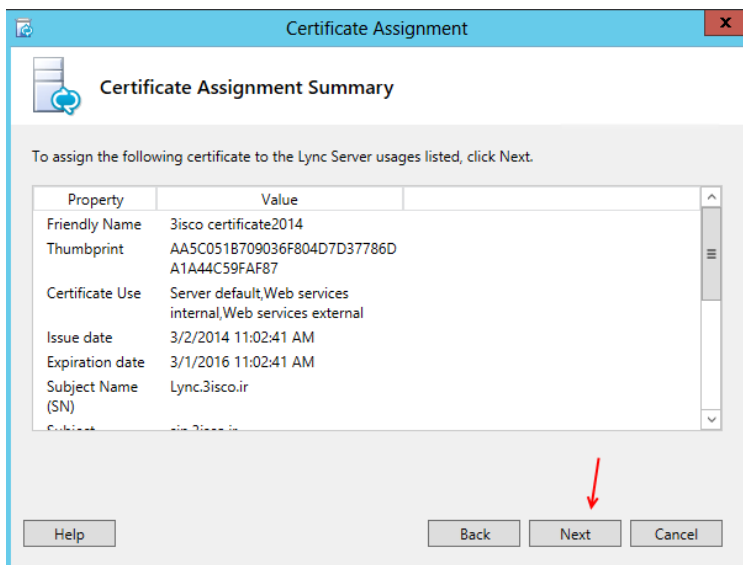 Certificate Assignment
x
Certificate Assignment Summary
To assign the following certificate to the Lync Server usages listed, click Next.
Property Value
Friendly Name 3isco certificate2014
Thumbprint AA5C051B709036F804D7D37786D
A1A44C59FAF87
Certificate Use Server default,Web services
internal,Web services external
Issue date 3/2/2014 11:02:41 AM
Expiration date 3/1/2016 11:02:41 AM
Subject Name Lync.3isco.ir
(SN)
Help Back Next Cancel